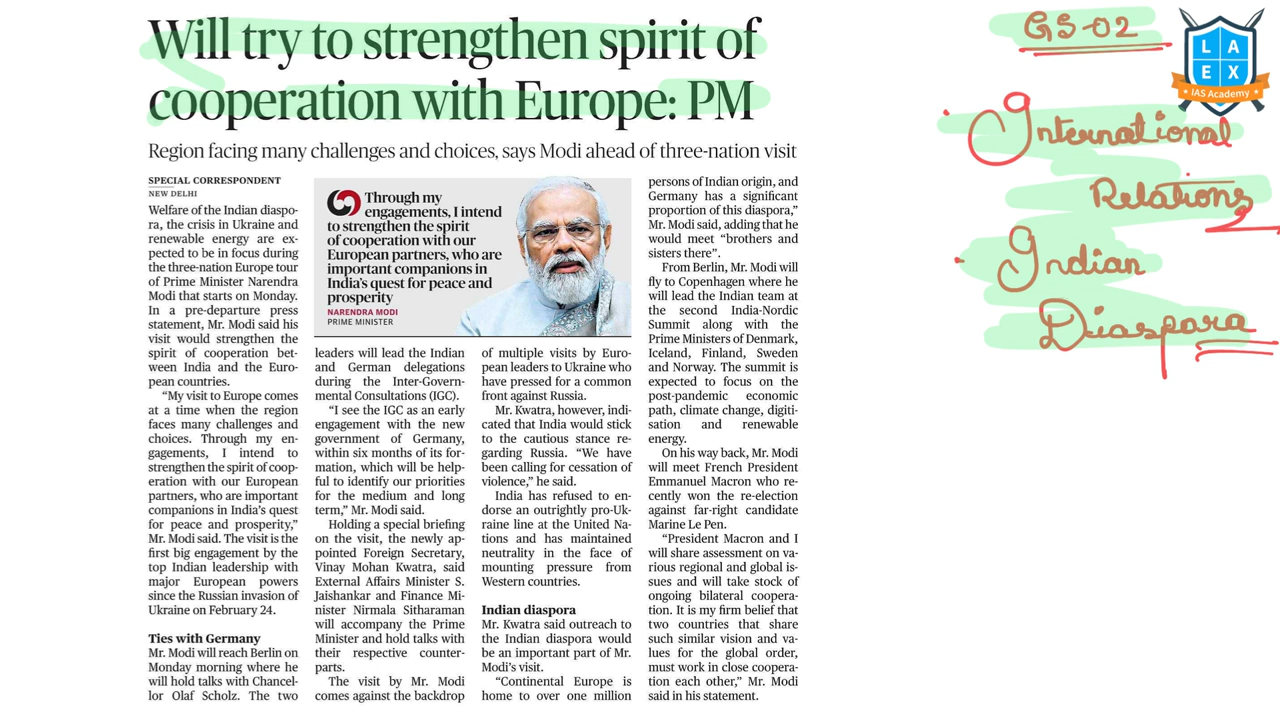 Will try to strengthen spirit of
cooperation with Europe: PM
Region facing many challenges and choices, says Modi ahead of three-nation visit
SPECIAL CORRESPONDENT
NEW DELHI
Welfare of the Indian diaspo-
ra, the crisis in Ukraine and
renewable energy are ex-
pected to be in focus during
the three-nation Europe tour
of Prime Minister Narendra
Modi that starts on Monday.
In a pre-departure press
statement, Mr. Modi said his
visit would strengthen the
spirit of cooperation bet-
ween India and the Euro-
pean countries.
“My visit to Europe comes
at a time when the region
faces many challenges and
choices. Through my en-
gagements, I intend to
strengthen the spirit of coop-
eration with our European
partners, who are important
companions in India’s quest
for peace and prosperity,”
Mr. Modi said. The visit is the
first big engagement by the
top Indian leadership with
major European powers
since the Russian invasion of
Ukraine on February 24.
Ties with Germany
Mr. Modi will reach Berlin on
Monday morning where he
will hold talks with Chancel-
lor Olaf Scholz. The two
Through my
engagements, I intend
to strengthen the spirit
of cooperation with our
European partners, who are
important companions in
India’s quest for peace and
prosperity
NARENDRA MODI
PRIME MINISTER
leaders will lead the Indian
and German delegations
during the Inter-Govern-
mental Consultations (IGC).
“I see the IGC as an early
engagement with the new
government of Germany,
within six months of its for-
mation, which will be help-
ful to identify our priorities
for the medium and long
term,” Mr. Modi said.
Holding a special briefing
on the visit, the newly ap-
pointed Foreign Secretary,
Vinay Mohan Kwatra, said
External Affairs Minister S.
Jaishankar and Finance Mi-
nister Nirmala Sitharaman
will accompany the Prime
Minister and hold talks with
their respective counter-
parts.
The visit by Mr. Modi
comes against the backdrop
of multiple visits by Euro-
pean leaders to Ukraine who
have pressed for a common
front against Russia.
Mr. Kwatra, however, indi-
cated that India would stick
to the cautious stance re-
garding Russia. “We have
been calling for cessation of
violence,” he said.
India has refused to en-
dorse an outrightly pro-Uk-
raine line at the United Na-
tions and has maintained
neutrality in the face of
mounting pressure from
Western countries.
Indian diaspora
Mr. Kwatra said outreach to
the Indian diaspora would
be an important part of Mr.
Modi’s visit.
“Continental Europe is
home to over one million
persons of Indian origin, and
Germany has a significant
proportion of this diaspora,”
Mr. Modi said, adding that he
would meet “brothers and
sisters there”.
From Berlin, Mr. Modi will
fly to Copenhagen where he
will lead the Indian team at
the second India-Nordic
Summit along with the
Prime Ministers of Denmark,
Iceland, Finland, Sweden
and Norway. The summit is
expected to focus on the
post-pandemic economic
path, climate change, digiti-
sation and renewable
energy.
On his way back, Mr. Modi
will meet French President
Emmanuel Macron who re-
cently won the re-election
against far-right candidate
Marine Le Pen.
“President Macron and I
will share assessment on va-
rious regional and global is-
sues and will take stock of
ongoing bilateral coopera-
tion. It is my firm belief that
two countries that share
such similar vision and va-
lues for the global order,
must work in close coopera-
tion each other,” Mr. Modi
said in his statement.
GS-02
International
Relations
Indian
Diaspora
L A
E X
IAS Academy